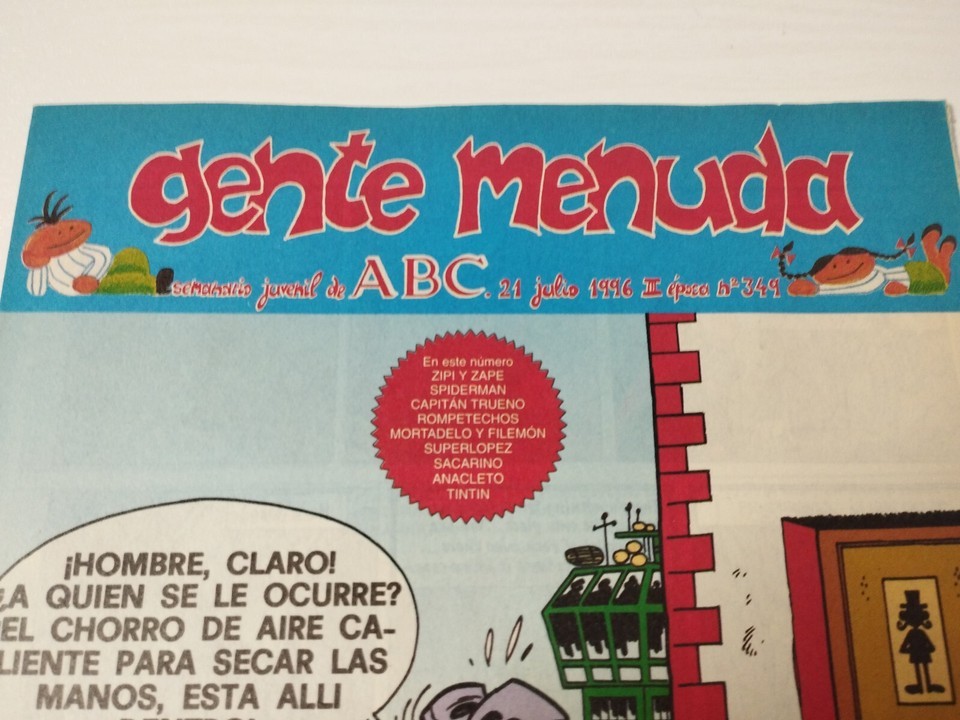 gente menuda
semanario juvenil de ABC. 21 julio 1996 III época nº 349
En este número
ZIPI Y ZAPE
SPIDERMAN
CAPITÁN TRUENO
ROMPETECHOS
MORTADELO Y FILEMÓN
SUPERLOPEZ
SACARINO
ANACLETO
TINTIN
¡HOMBRE, CLARO!
¿A QUIEN SE LE OCURRE?
¡EL CHORRO DE AIRE CA-
LIENTE PARA SECAR LAS
MANOS, ESTA ALLI